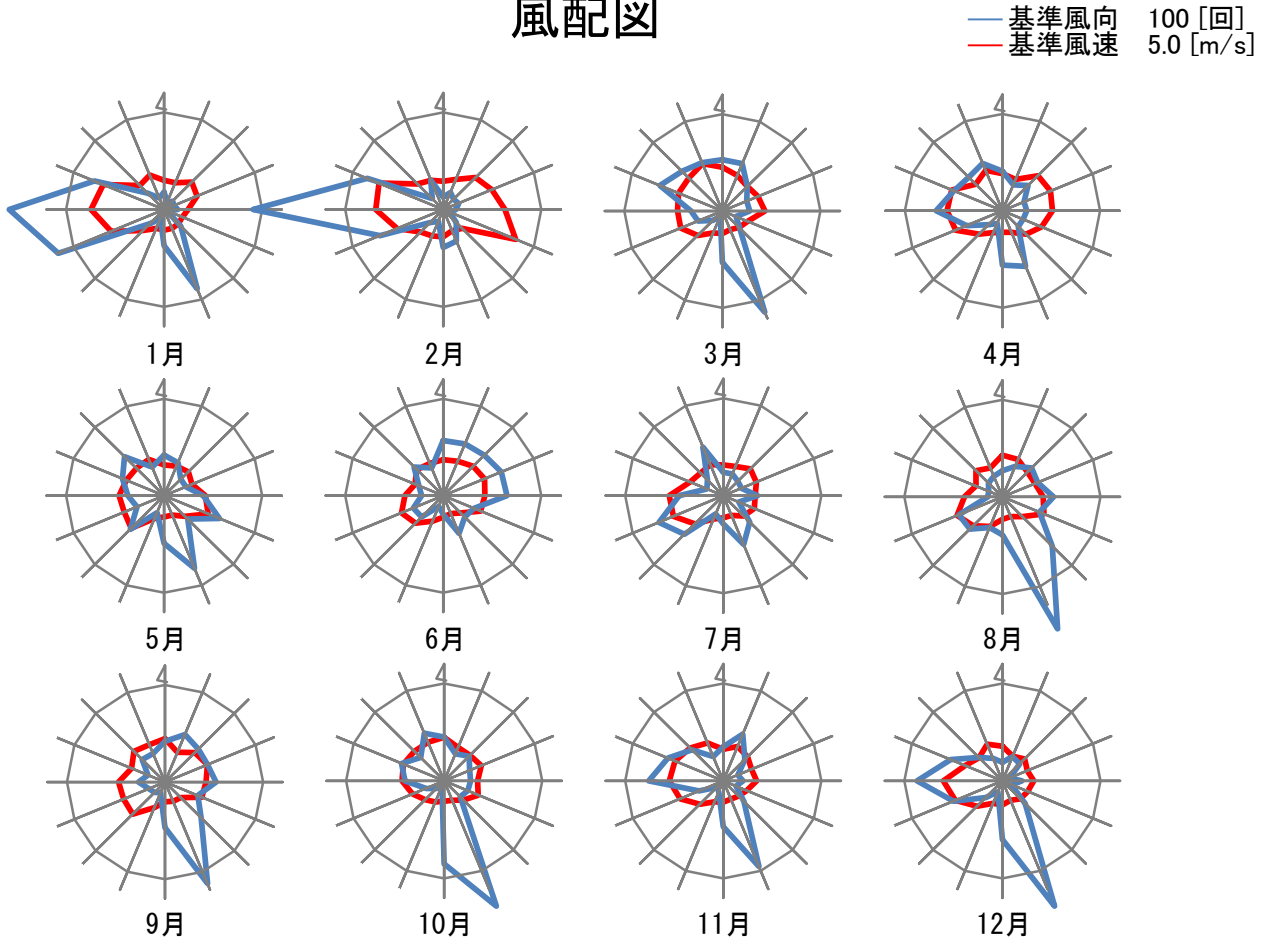 風配図
基準風向 100 [回]
基準風速 5.0 [m/s]
1月
2月
3月
4月
5月
6月
7月
8月
9月
10月
11月
12月